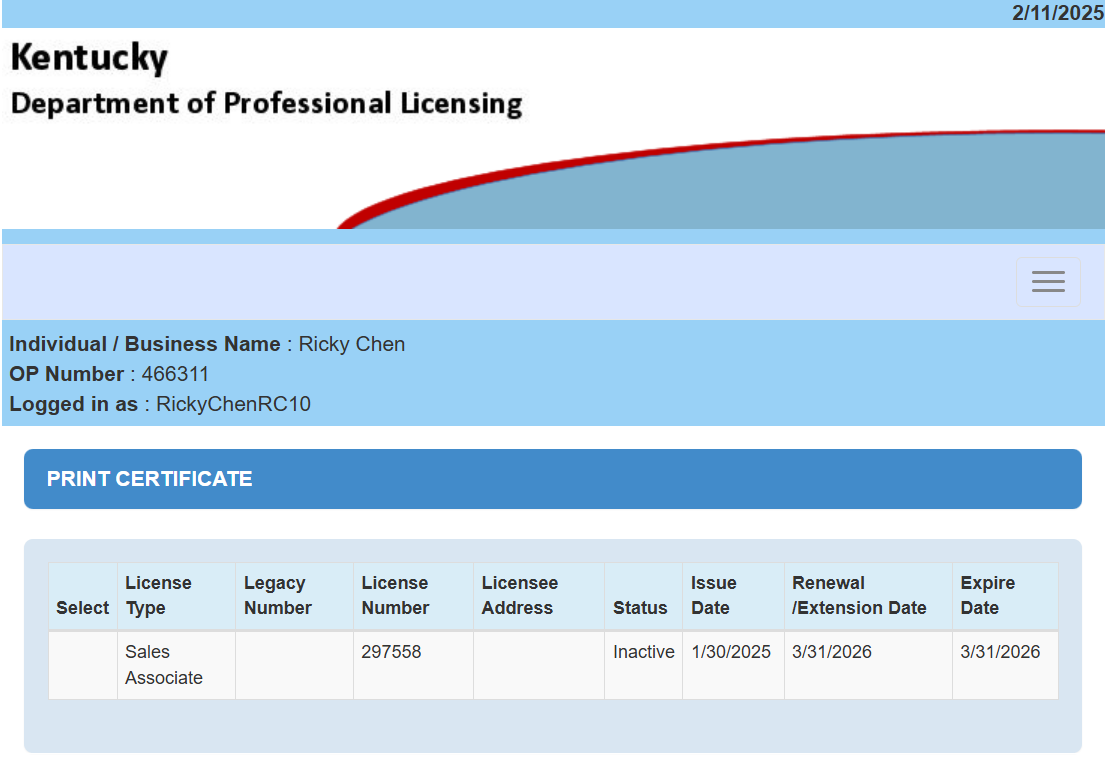 2/11/2025
Kentucky
Department of Professional Licensing
Individual / Business Name : Ricky Chen
OP Number : 466311
Logged in as : RickyChenRC10
PRINT CERTIFICATE
Select License Type Legacy Number License Number Licensee Address Status Issue Date Renewal /Extension Date Expire Date
Sales Associate 297558 Inactive 1/30/2025 3/31/2026 3/31/2026